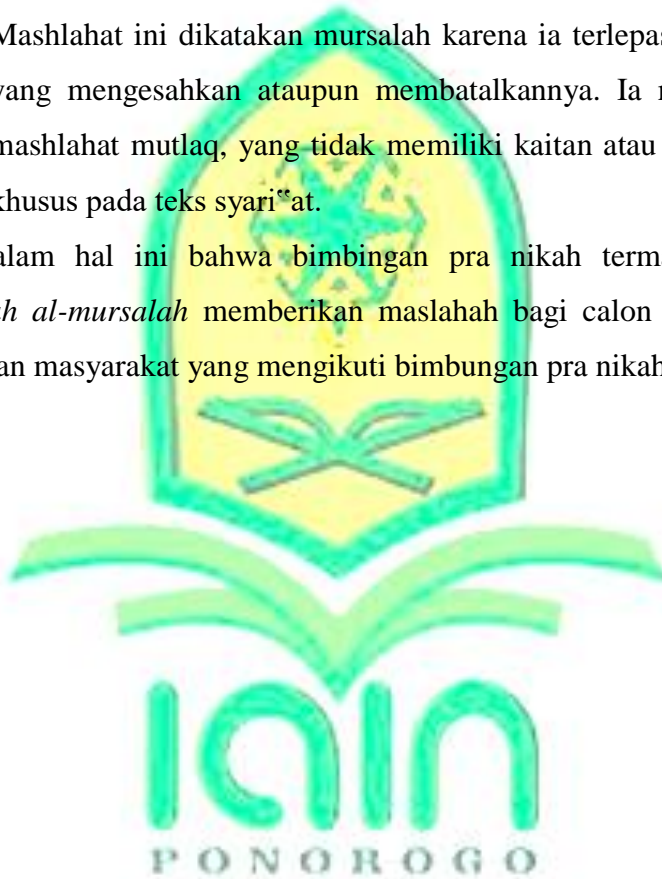 Mashlahat ini dikatakan mursalah karena ia terlepas
yang mengesahkan ataupun membatalkannya. Ia
mashlahat mutlaq, yang tidak memiliki kaitan atau
khusus pada teks syari‟at.
alam hal ini bahwa bimbingan pra nikah terma
h al-mursalah memberikan maslahah bagi calon
an masyarakat yang mengikuti bimbungan pra nikah
IAIN
PONOROGO